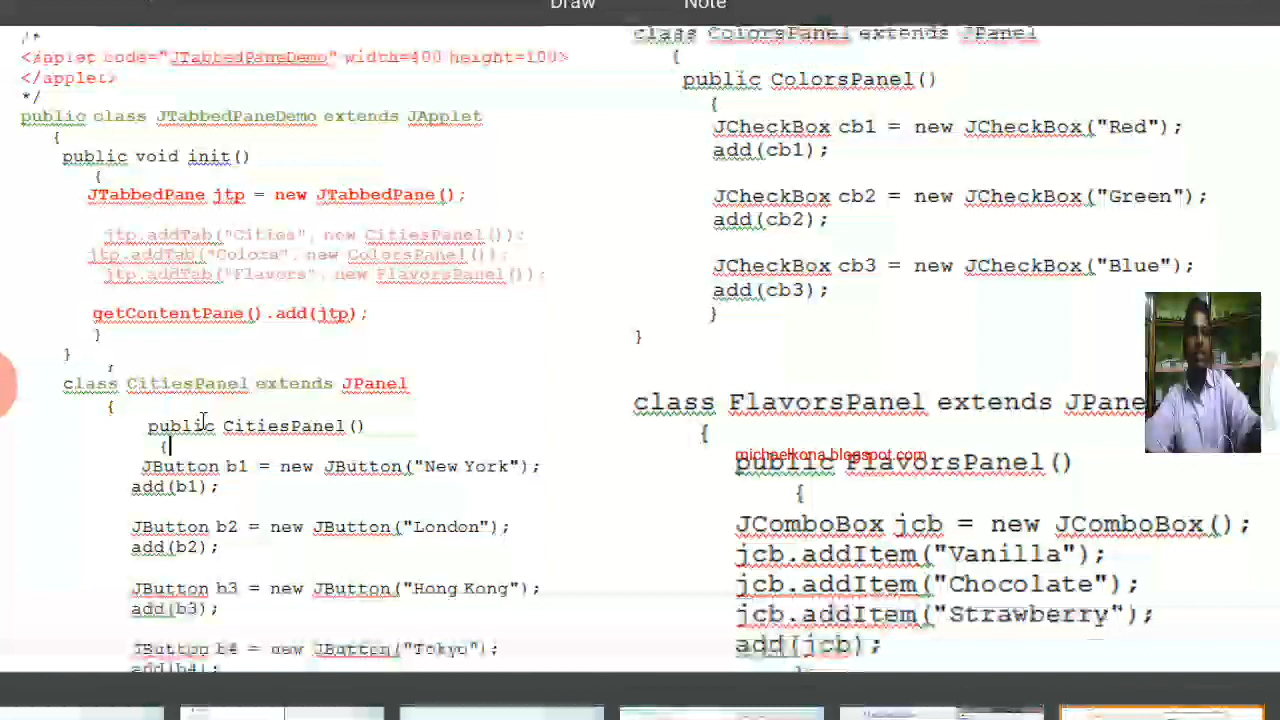 Draw Note
/*
<applet code="JTabbedPaneDemo" width=400 height=100>
</applet>
*/
public class JTabbedPaneDemo extends JApplet
{
public void init()
{
JTabbedPane jtp = new JTabbedPane();
jtp.addTab("Cities", new CitiesPanel());
jtp.addTab("Colors", new ColorsPanel());
jtp.addTab("Flavors", new FlavorsPanel());
getContentPane().add(jtp);
}
}
class CitiesPanel extends JPanel
{
public CitiesPanel()
{
JButton b1 = new JButton("New York");
add(b1);
JButton b2 = new JButton("London");
add(b2);
JButton b3 = new JButton("Hong Kong");
add(b3);
JButton b4 = new JButton("Tokyo");
add(b4);
class ColorsPanel extends JPanel
{
public ColorsPanel()
{
JCheckBox cb1 = new JCheckBox("Red");
add(cb1);
JCheckBox cb2 = new JCheckBox("Green");
add(cb2);
JCheckBox cb3 = new JCheckBox("Blue");
add(cb3);
}
}
class FlavorsPanel extends JPane
{
michaelkona.blogspot.com
public FlavorsPanel()
{
JComboBox jcb = new JComboBox();
jcb.addItem("Vanilla");
jcb.addItem("Chocolate");
jcb.addItem("Strawberry");
add(jcb);